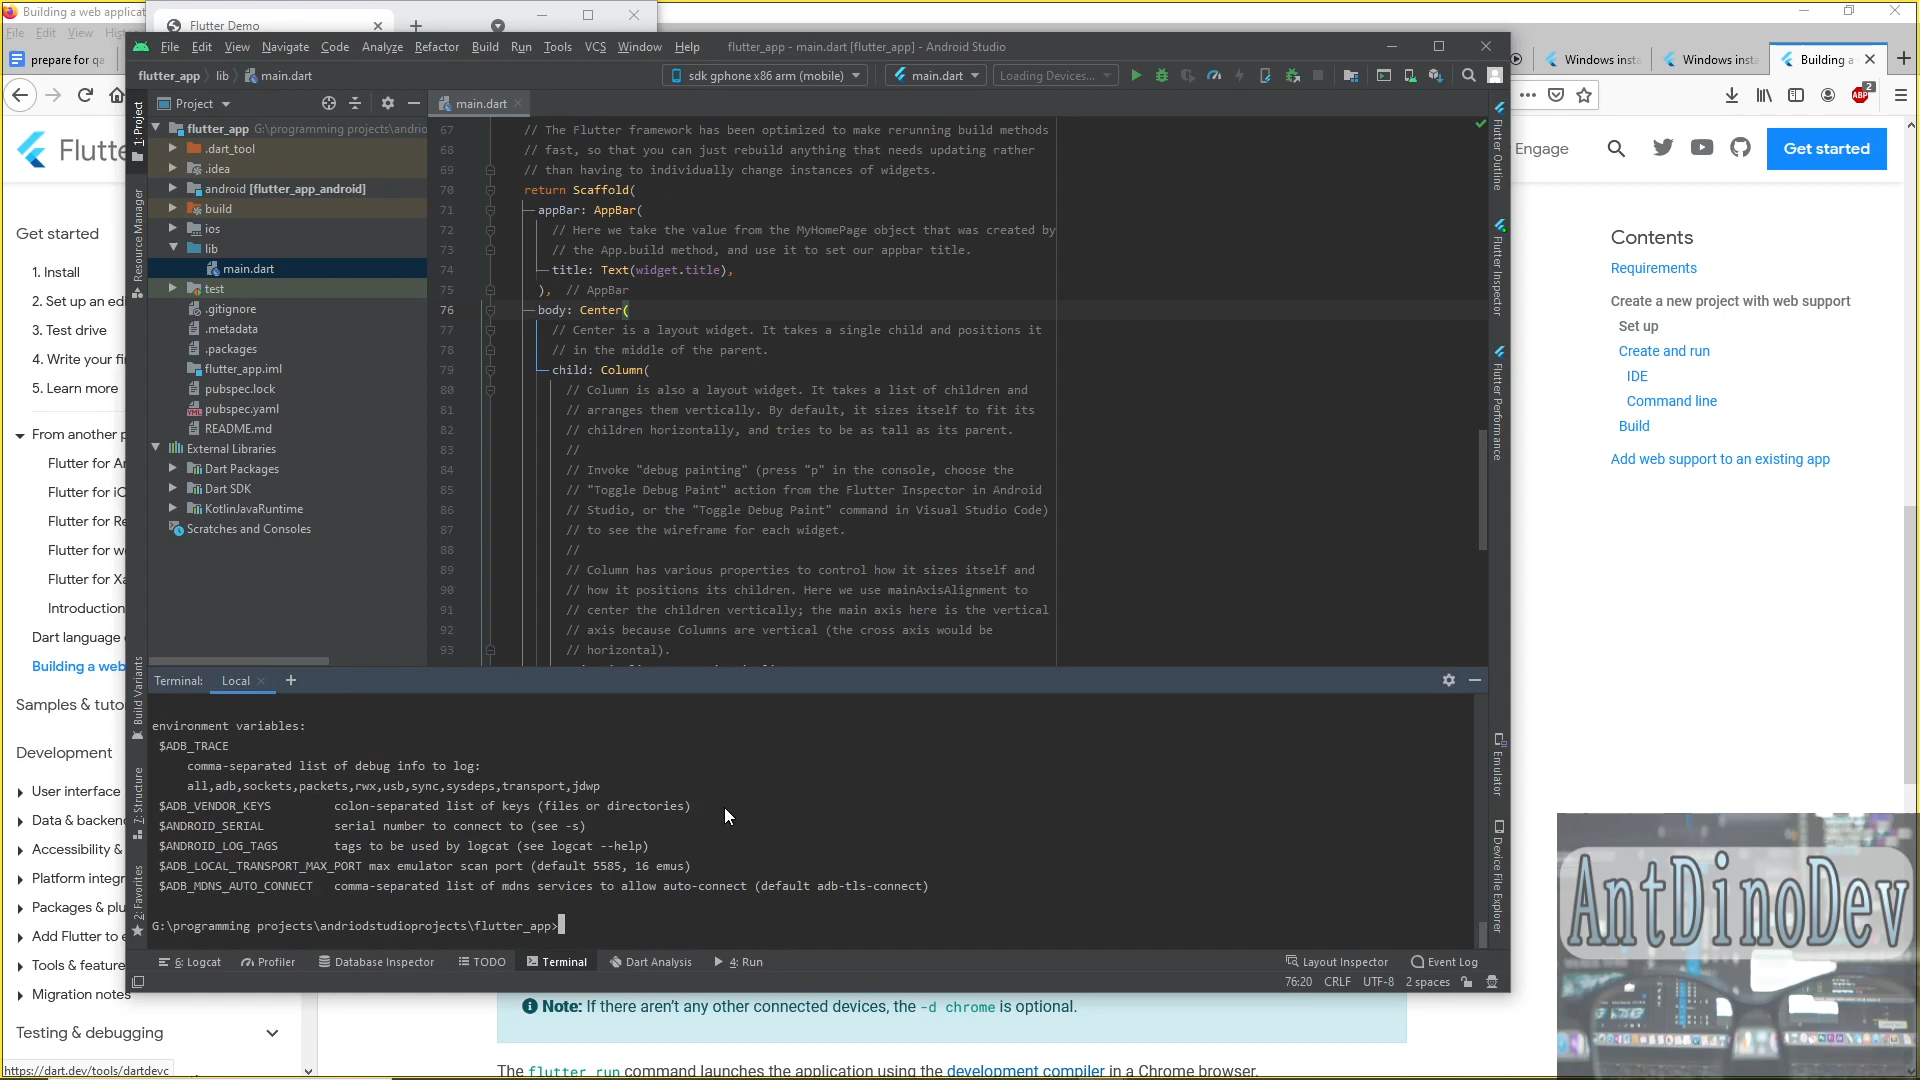 Building a web applicat
File Edit View Hist
Flutter Demo
prepare for qa
Windows insta
Windows insta
Building a
File Edit View Navigate Code Analyze Refactor Build Run Tools VCS Window Help flutter_app - main.dart [flutter_app] - Android Studio
flutter_app lib main.dart
sdk gphone x86 arm (mobile)
main.dart
Loading Devices...
2
ABP
Flutte
Engage
Get started
Get started
1. Install
2. Set up an ed
3. Test drive
4. Write your fi
5. Learn more
From another p
Flutter for Ar
Flutter for iO
Flutter for Re
Flutter for w
Flutter for Xa
Introduction
Dart language
Building a web
Samples & tuto
Development
User interface
Data & backen
Accessibility &
Platform integr
Packages & plu
Add Flutter to e
Tools & feature
Migration notes
Testing & debugging
https://dart.dev/tools/dartdevc
1: Project
Resource Manager
Build Variants
7: Structure
2: Favorites
Project
flutter_app G:\programming projects\andrio
.dart_tool
.idea
android [flutter_app_android]
build
ios
lib
main.dart
test
.gitignore
.metadata
.packages
flutter_app.iml
pubspec.lock
pubspec.yaml
README.md
External Libraries
Dart Packages
Dart SDK
KotlinJavaRuntime
Scratches and Consoles
main.dart
67 // The Flutter framework has been optimized to make rerunning build methods
68 // fast, so that you can just rebuild anything that needs updating rather
69 // than having to individually change instances of widgets.
70 return Scaffold(
71 appBar: AppBar(
72 // Here we take the value from the MyHomePage object that was created by
73 // the App.build method, and use it to set our appbar title.
74 title: Text(widget.title),
75 ), // AppBar
76 body: Center(
77 // Center is a layout widget. It takes a single child and positions it
78 // in the middle of the parent.
79 child: Column(
80 // Column is also a layout widget. It takes a list of children and
81 // arranges them vertically. By default, it sizes itself to fit its
82 // children horizontally, and tries to be as tall as its parent.
83 //
84 // Invoke "debug painting" (press "p" in the console, choose the
85 // "Toggle Debug Paint" action from the Flutter Inspector in Android
86 // Studio, or the "Toggle Debug Paint" command in Visual Studio Code)
87 // to see the wireframe for each widget.
88 //
89 // Column has various properties to control how it sizes itself and
90 // how it positions its children. Here we use mainAxisAlignment to
91 // center the children vertically; the main axis here is the vertical
92 // axis because Columns are vertical (the cross axis would be
93 // horizontal).
Flutter Outline
Flutter Inspector
Flutter Performance
Emulator
Device File Explorer
Terminal: Local
environment variables:
$ADB_TRACE
comma-separated list of debug info to log:
all,adb,sockets,packets,rwx,usb,sync,sysdeps,transport,jdwp
$ADB_VENDOR_KEYS colon-separated list of keys (files or directories)
$ANDROID_SERIAL serial number to connect to (see -s)
$ANDROID_LOG_TAGS tags to be used by logcat (see logcat --help)
$ADB_LOCAL_TRANSPORT_MAX_PORT max emulator scan port (default 5585, 16 emus)
$ADB_MDNS_AUTO_CONNECT comma-separated list of mdns services to allow auto-connect (default adb-tls-connect)
G:\programming projects\andriodstudioprojects\flutter_app>
6: Logcat Profiler Database Inspector TODO Terminal Dart Analysis 4: Run Layout Inspector Event Log
76:20 CRLF UTF-8 2 spaces
Contents
Requirements
Create a new project with web support
Set up
Create and run
IDE
Command line
Build
Add web support to an existing app
Note: If there aren't any other connected devices, the -d chrome is optional.
The flutter run command launches the application using the development compiler in a Chrome browser.
AntDinoDev